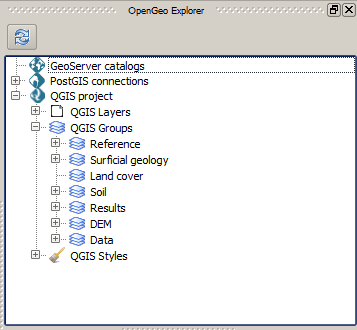 OpenGeo Explorer
GeoServer catalogs
PostGIS connections
QGIS project
QGIS Layers
QGIS Groups
Reference
Surficial geology
Land cover
Soil
Results
DEM
Data
QGIS Styles